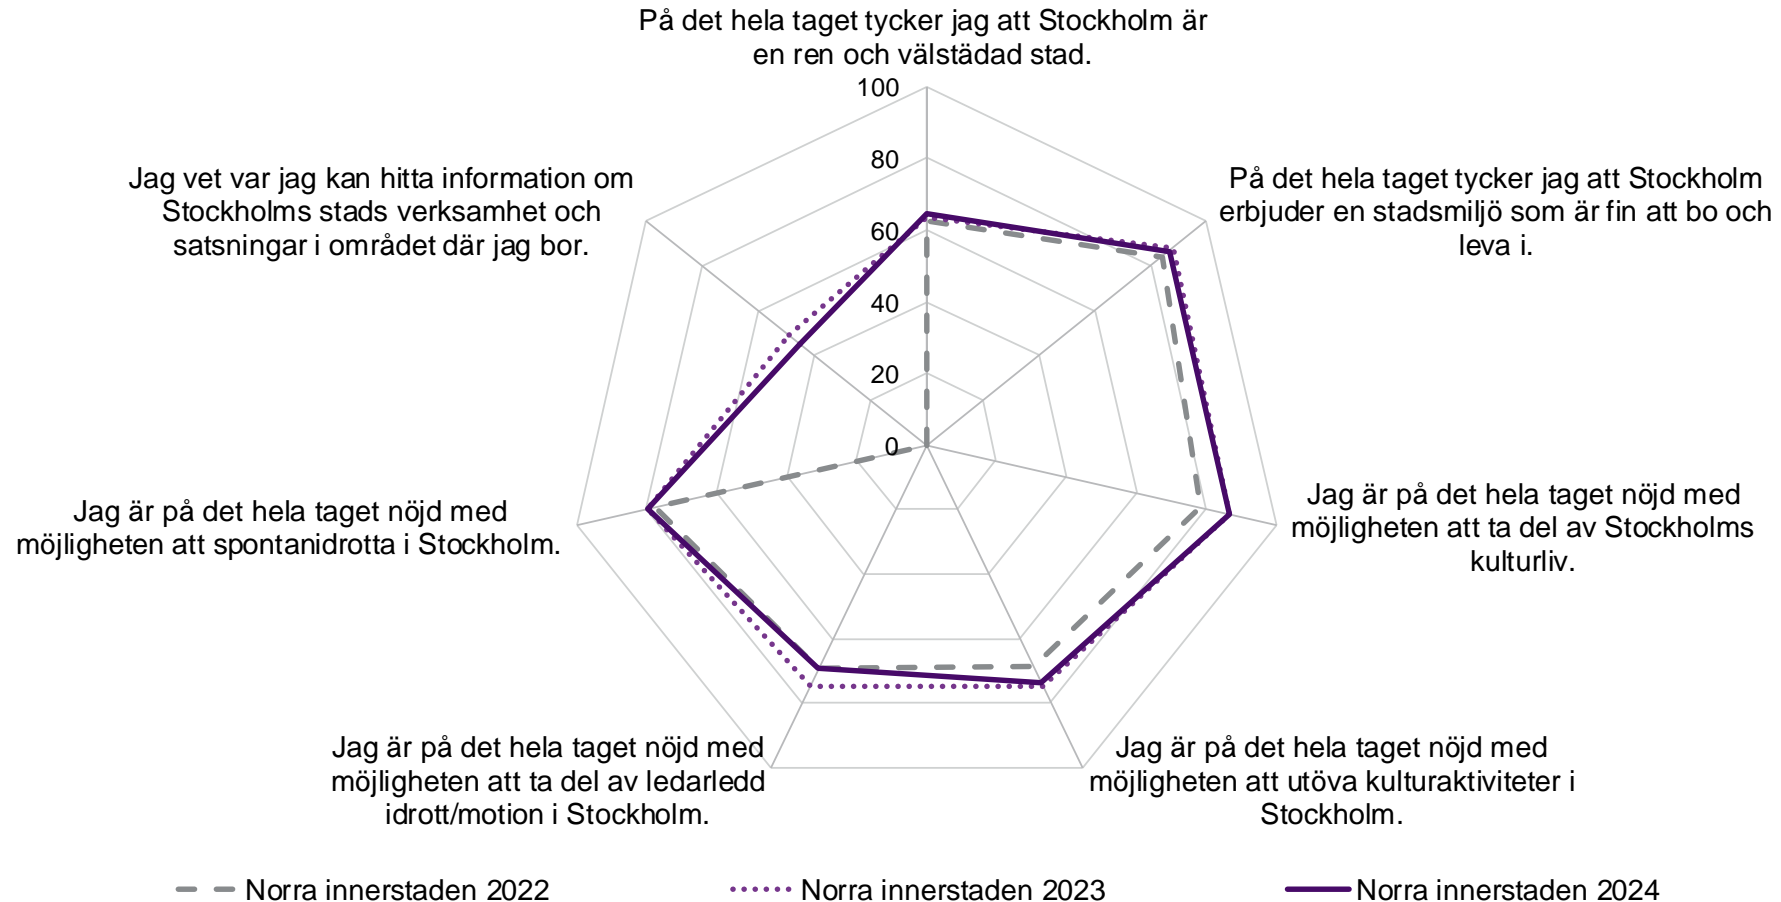 På det hela taget tycker jag att Stockholm är
en ren och välstädad stad.
100
80
60
40
20
0
Jag vet var jag kan hitta information om
Stockholms stads verksamhet och
satsningar i området där jag bor.
På det hela taget tycker jag att Stockholm
erbjuder en stadsmiljö som är fin att bo och
leva i.
Jag är på det hela taget nöjd med
möjligheten att spontanidrotta i Stockholm.
Jag är på det hela taget nöjd med
möjligheten att ta del av Stockholms
kulturliv.
Jag är på det hela taget nöjd med
möjligheten att ta del av ledarledd
idrott/motion i Stockholm.
Jag är på det hela taget nöjd med
möjligheten att utöva kulturaktiviteter i
Stockholm.
Norra innerstaden 2022
Norra innerstaden 2023
Norra innerstaden 2024